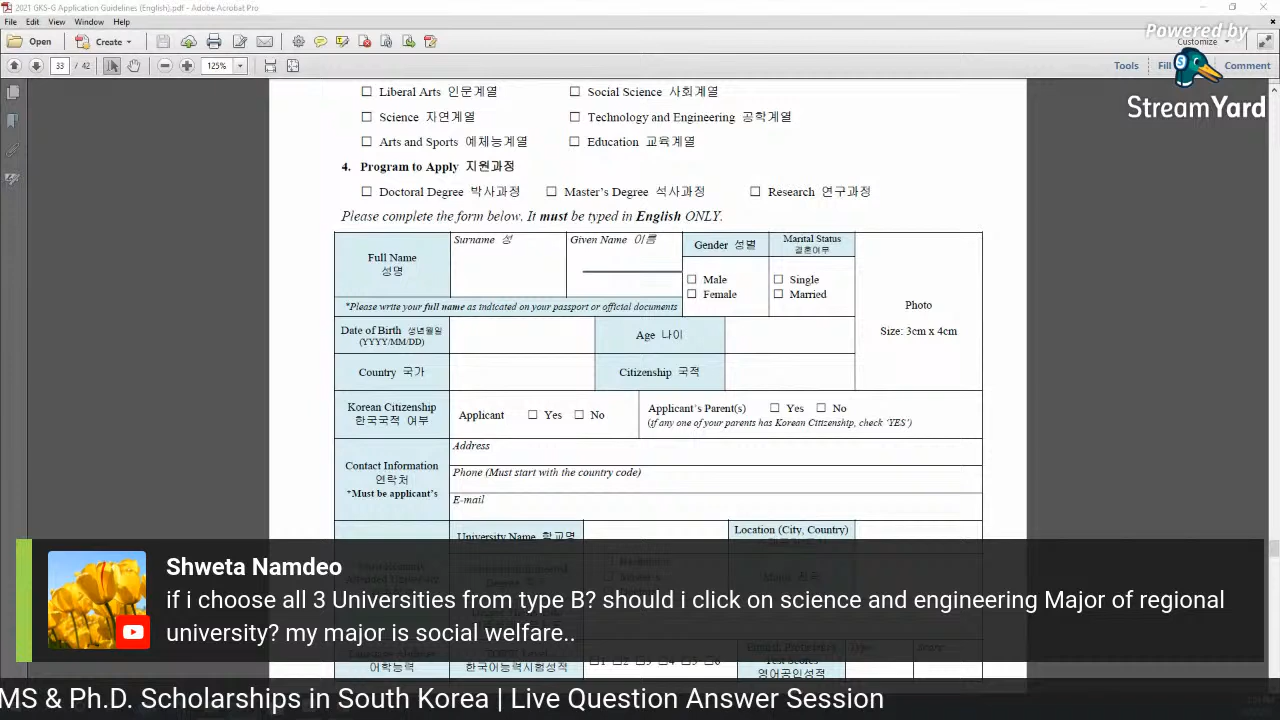 2021 GKS-G Application Guidelines (English).pdf - Adobe Acrobat Pro
File Edit View Window Help
Powered by
Open Create Customize
33 / 42 125% Tools Fill Comment
StreamYard
☐ Liberal Arts 인문계열 ☐ Social Science 사회계열
☐ Science 자연계열 ☐ Technology and Engineering 공학계열
☐ Arts and Sports 예체능계열 ☐ Education 교육계열
4. Program to Apply 지원과정
☐ Doctoral Degree 박사과정 ☐ Master's Degree 석사과정 ☐ Research 연구과정
Please complete the form below. It must be typed in English ONLY.
Full Name
성명
Surname 성
Given Name 이름
Gender 성별
Marital Status
결혼여부
☐ Male
☐ Female
☐ Single
☐ Married
Photo
Size: 3cm x 4cm
*Please write your full name as indicated on your passport or official documents
Date of Birth 생년월일
(YYYY/MM/DD)
Age 나이
Country 국가
Citizenship 국적
Korean Citizenship
한국국적 여부
Applicant ☐ Yes ☐ No
Applicant's Parent(s) ☐ Yes ☐ No
(if any one of your parents has Korean Citizenship, check 'YES')
Contact Information
연락처
*Must be applicant's
Address
Phone (Must start with the country code)
E-mail
University Name 학교명
Location (City, Country)
Shweta Namdeo
if i choose all 3 Universities from type B? should i click on science and engineering Major of regional
university? my major is social welfare..
어학능력
한국어능력시험성적
Test Scores
영어공인성적
MS & Ph.D. Scholarships in South Korea | Live Question Answer Session